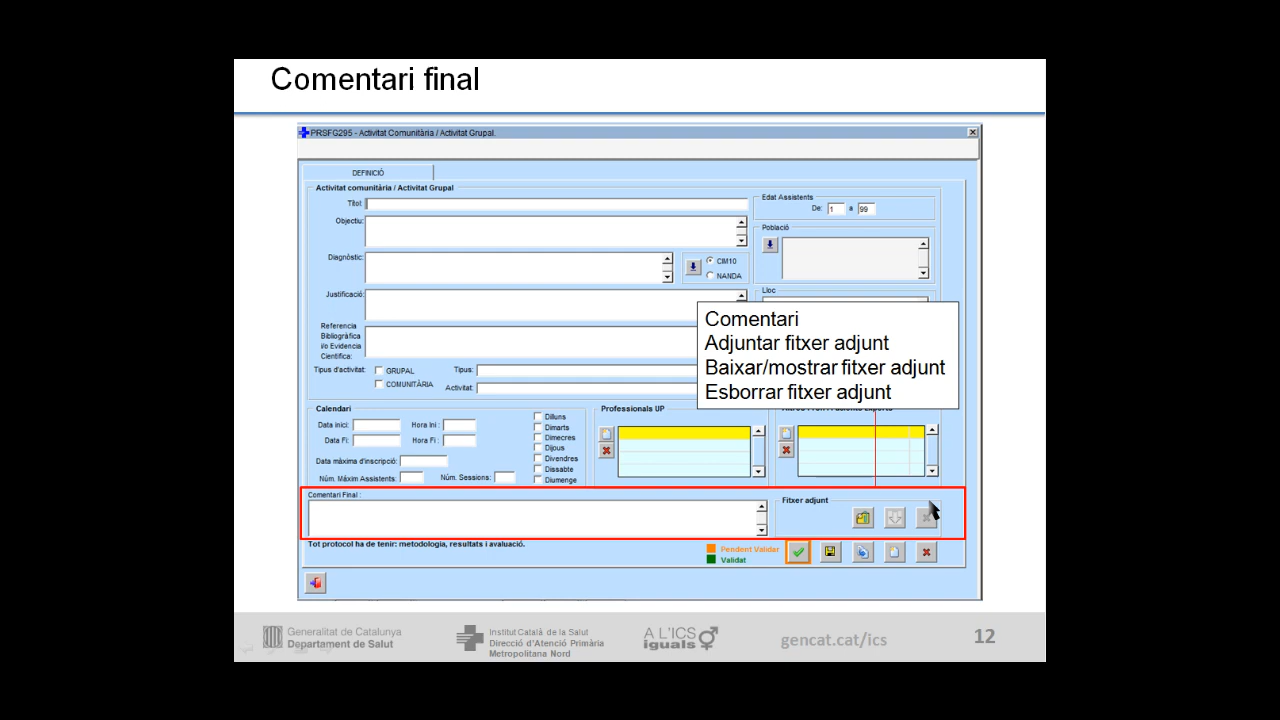 Comentari final
PRSFG295 - Activitat Comunitària / Activitat Grupal.
DEFINICIÓ
Activitat comunitària / Activitat Grupal
Títol:
Objectiu:
Diagnòstic:
CIM10
NANDA
Justificació:
Referencia
Bibliogràfica
i/o Evidencia
Científica:
Tipus d'activitat:
GRUPAL
COMUNITÀRIA
Tipus:
Activitat:
Edat Assistents
De: 1 a 99
Població
Lloc
Comentari
Adjuntar fitxer adjunt
Baixar/mostrar fitxer adjunt
Esborrar fitxer adjunt
Calendari
Data inici:
Hora Ini :
Data Fi:
Hora Fi :
Data màxima d'inscripció:
Núm. Màxim Assistents:
Núm. Sessions:
Dilluns
Dimarts
Dimecres
Dijous
Divendres
Dissabte
Diumenge
Professionals UP
Comentari Final :
Fitxer adjunt
Tot protocol ha de tenir: metodologia, resultats i avaluació.
Pendent Validar
Validat
Generalitat de Catalunya
Departament de Salut
Institut Català de la Salut
Direcció d'Atenció Primària
Metropolitana Nord
A L'ICS
iguals
gencat.cat/ics
12